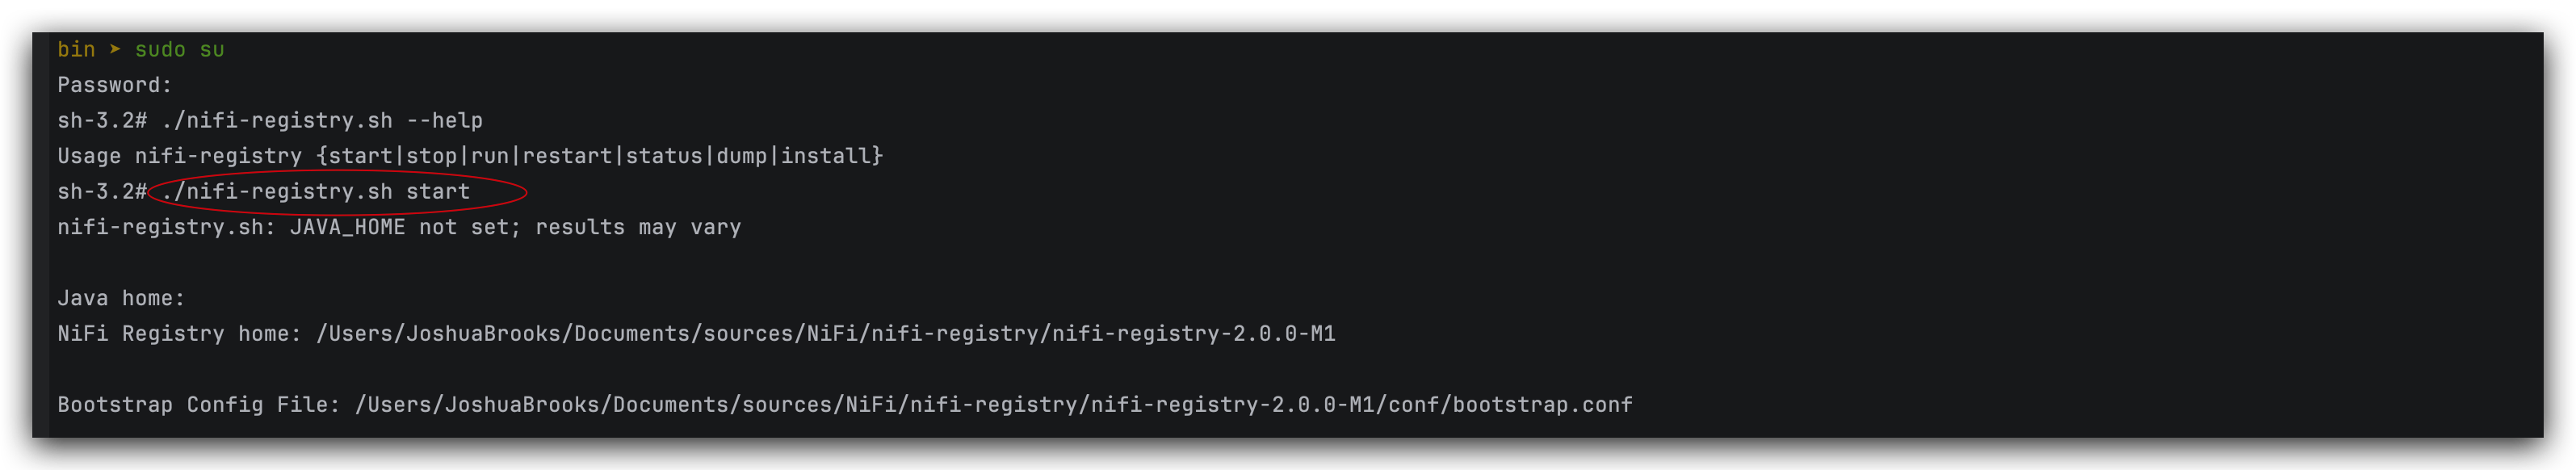 bin ➤ sudo su
Password:
sh-3.2# ./nifi-registry.sh --help
Usage nifi-registry {start|stop|run|restart|status|dump|install}
sh-3.2# ./nifi-registry.sh start
nifi-registry.sh: JAVA_HOME not set; results may vary
Java home:
NiFi Registry home: /Users/JoshuaBrooks/Documents/sources/NiFi/nifi-registry/nifi-registry-2.0.0-M1
Bootstrap Config File: /Users/JoshuaBrooks/Documents/sources/NiFi/nifi-registry/nifi-registry-2.0.0-M1/conf/bootstrap.conf